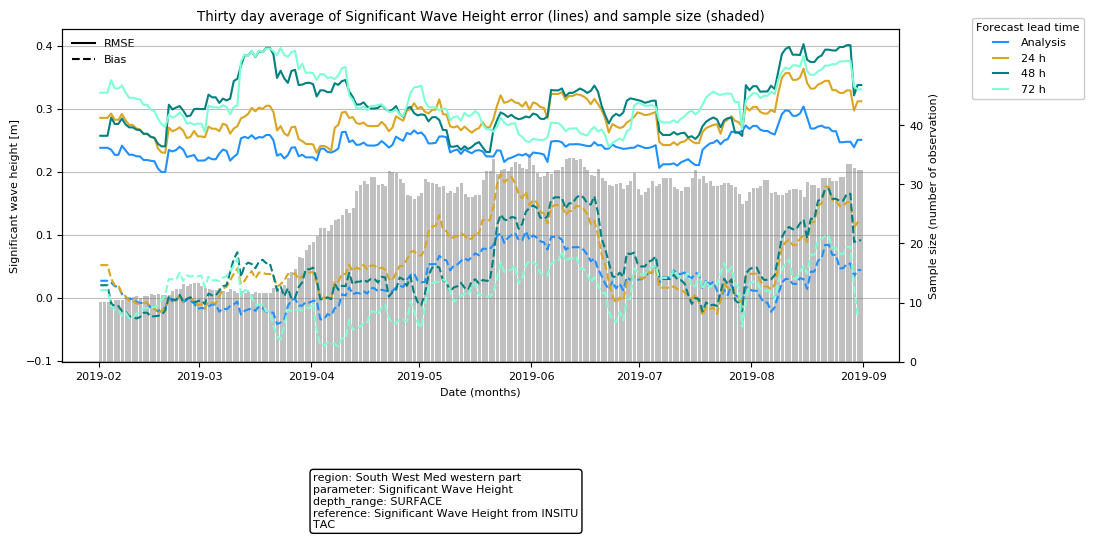 Thirty day average of Significant Wave Height error (lines) and sample size (shaded)
RMSE
Bias
Forecast lead time
Analysis
24 h
48 h
72 h
Significant wave height [m]
0.4
0.3
0.2
0.1
0.0
−0.1
Sample size (number of observation)
40
30
20
10
0
2019-02 2019-03 2019-04 2019-05 2019-06 2019-07 2019-08 2019-09
Date (months)
region: South West Med western part
parameter: Significant Wave Height
depth_range: SURFACE
reference: Significant Wave Height from INSITU
TAC